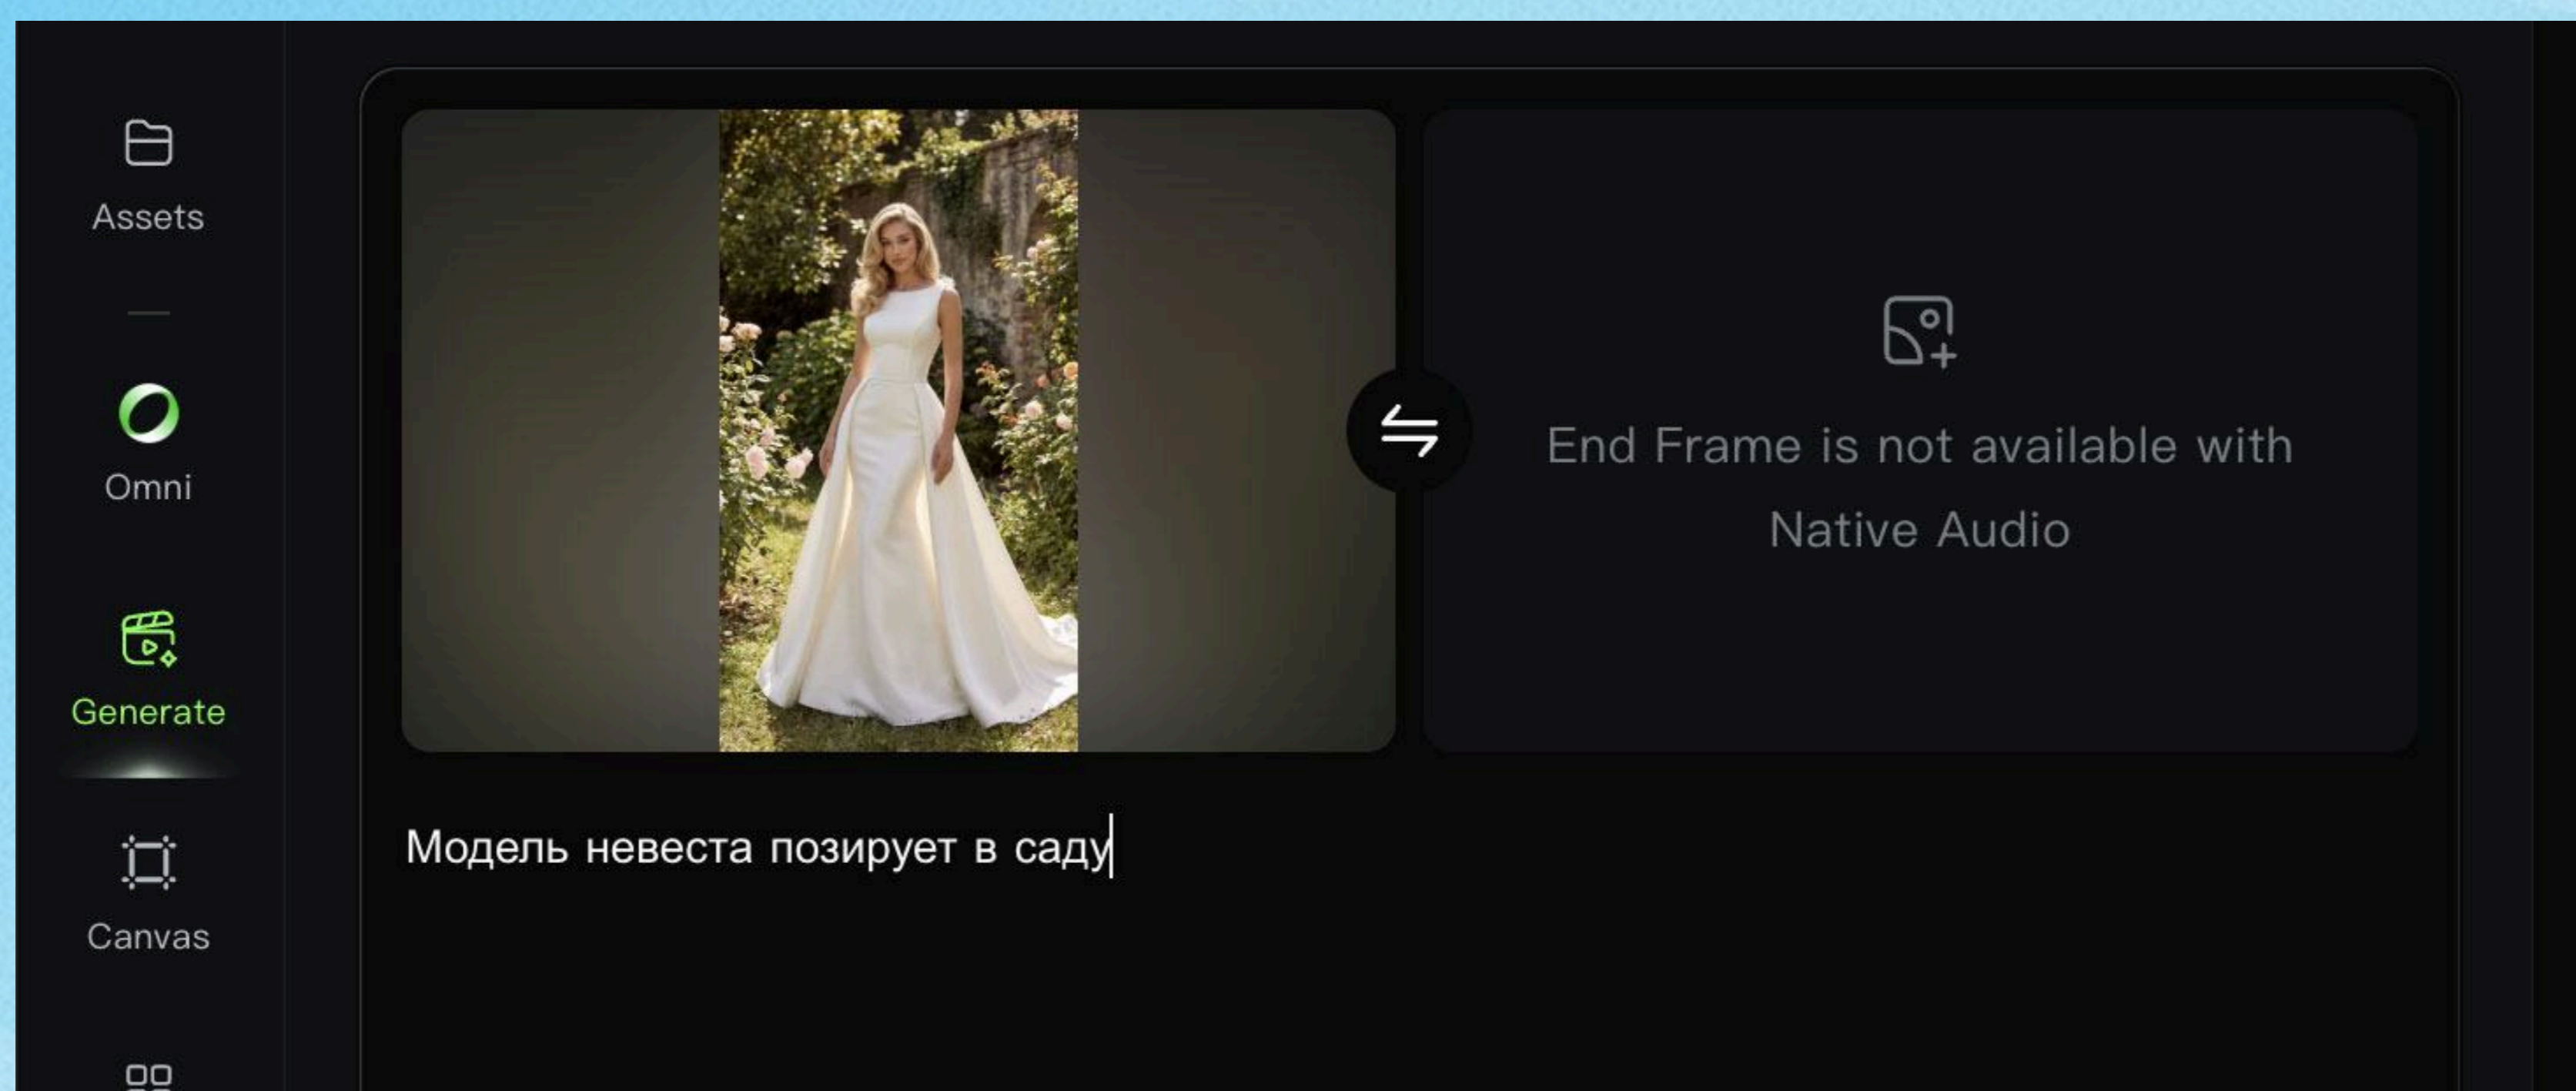 Assets
Omni
Generate
Canvas
End Frame is not available with
Native Audio
Модель невеста позирует в саду